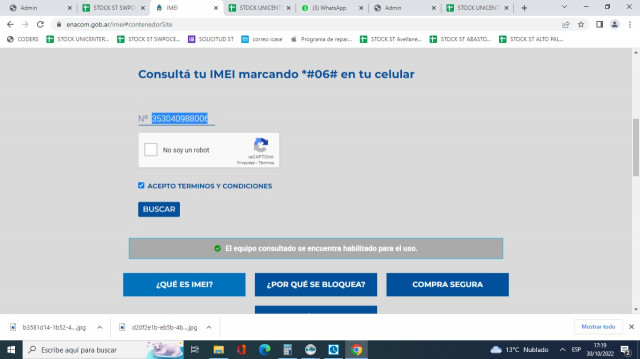 Admin
STOCK ST SWPOCE
IMEI
STOCK UNICENTE
(3) WhatsApp
Admin
STOCK UNICENTE
enacom.gob.ar/imei#contenedorSite
CODERS
STOCK UNICENTER...
STOCK ST SWPOCE...
SOLICITUD ST
correo icase
Programa de repar...
STOCK ST Avellane...
STOCK ST ABASTO...
STOCK ST ALTO PAL...
Consultá tu IMEI marcando *#06# en tu celular
Nº 353040988006
No soy un robot
reCAPTCHA
Privacidad - Términos
ACEPTO TERMINOS Y CONDICIONES
BUSCAR
El equipo consultado se encuentra habilitado para el uso.
¿QUÉ ES IMEI?
¿POR QUÉ SE BLOQUEA?
COMPRA SEGURA
b3581d14-1b52-4....jpg
d20f2e1b-eb5b-4b....jpg
Mostrar todo
Escribe aquí para buscar
13°C Nublado
ESP
17:19
30/10/2022